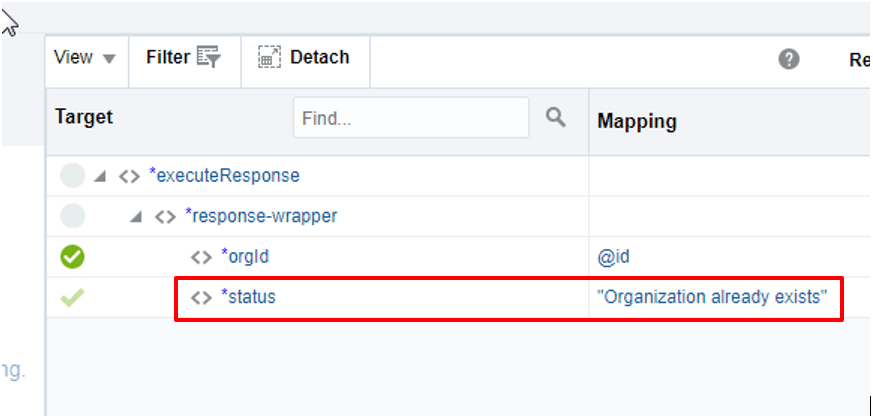 View Filter Detach ? Re
Target Find... Mapping
<> *executeResponse
<> *response-wrapper
<> *orgId @id
<> *status "Organization already exists"
ng.